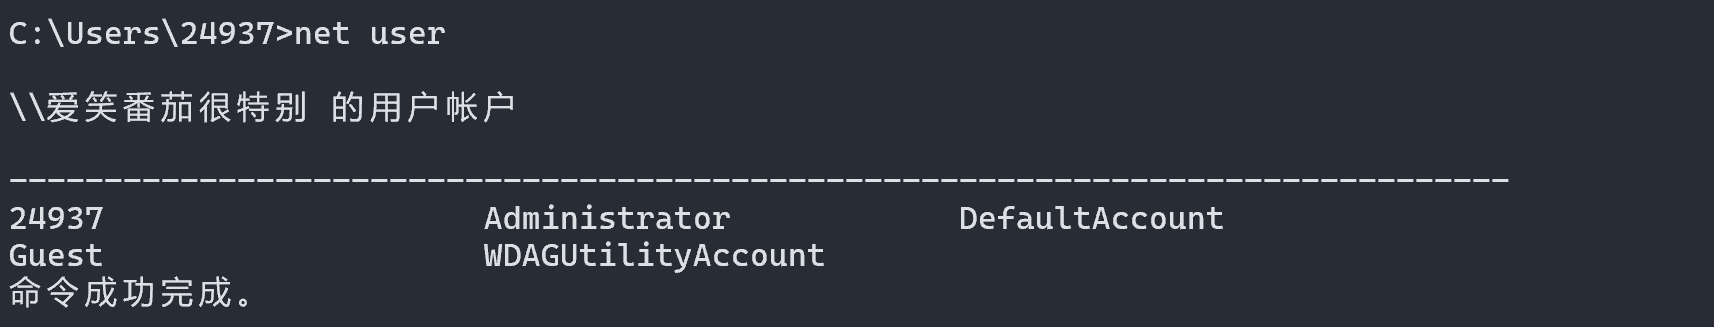 C:\Users\24937>net user
\\爱笑番茄很特别 的用户帐户
-------------------------------------------------------------------------------
24937                    Administrator            DefaultAccount
Guest                    WDAGUtilityAccount
命令成功完成。